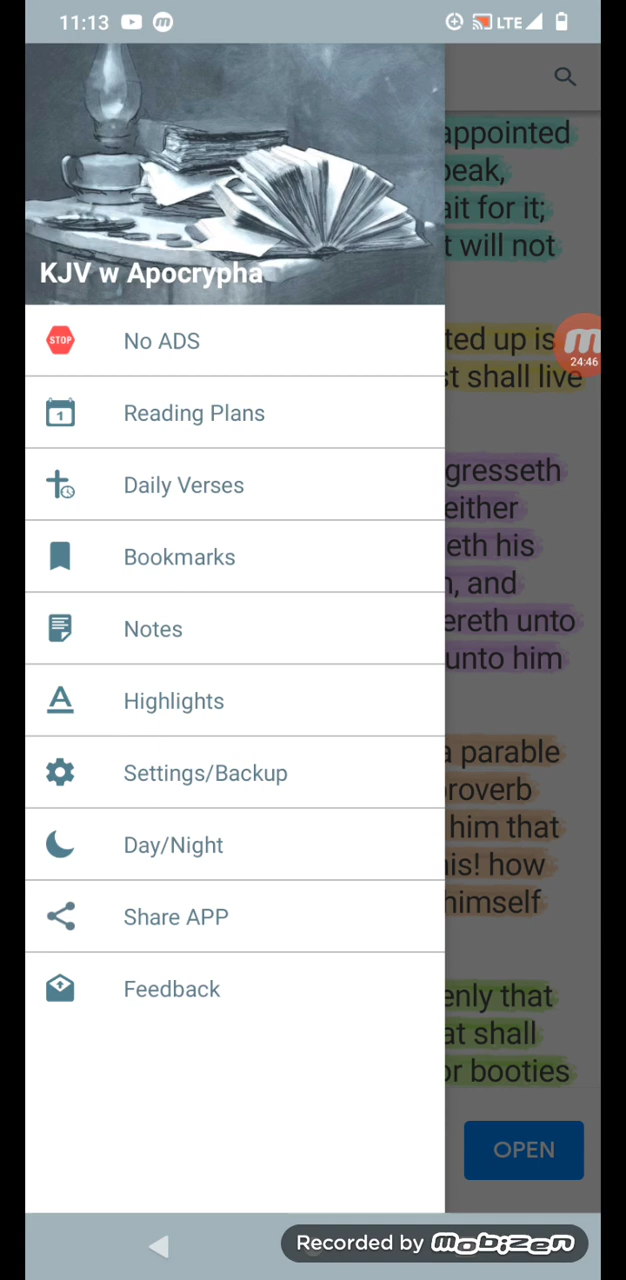 11:13
LTE
KJV w Apocrypha
No ADS
STOP
Reading Plans
1
Daily Verses
Bookmarks
Notes
Highlights
Settings/Backup
Day/Night
Share APP
Feedback
appointed
peak,
ait for it;
t will not
ted up is
st shall live
24:46
gresseth
either
eth his
n, and
ereth unto
unto him
a parable
roverb
him that
his! how
himself
enly that
at shall
or booties
OPEN
Recorded by mobizen